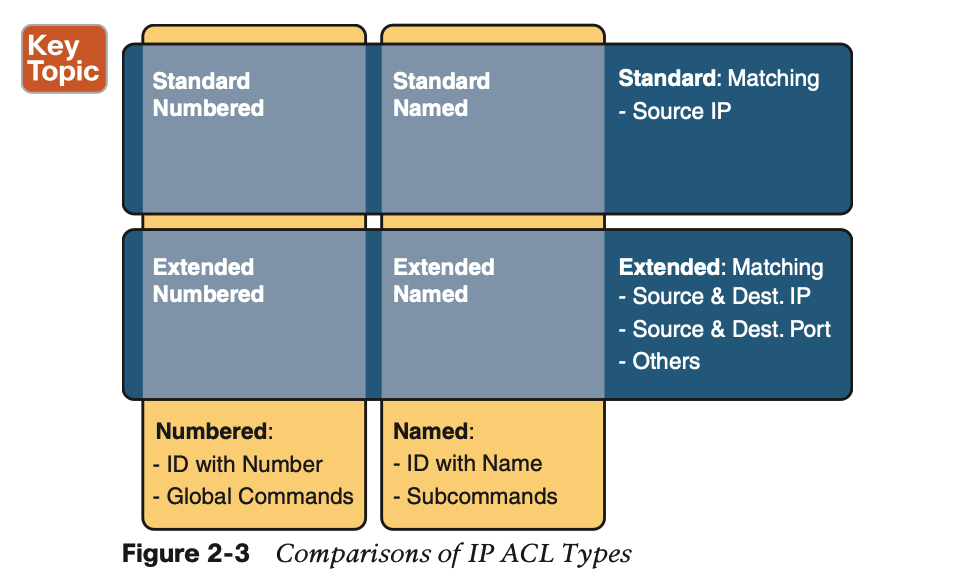 Key
Topic
Standard
Numbered
Standard
Named
Standard: Matching
- Source IP
Extended
Numbered
Extended
Named
Extended: Matching
- Source & Dest. IP
- Source & Dest. Port
- Others
Numbered:
- ID with Number
- Global Commands
Named:
- ID with Name
- Subcommands
Figure 2-3 Comparisons of IP ACL Types